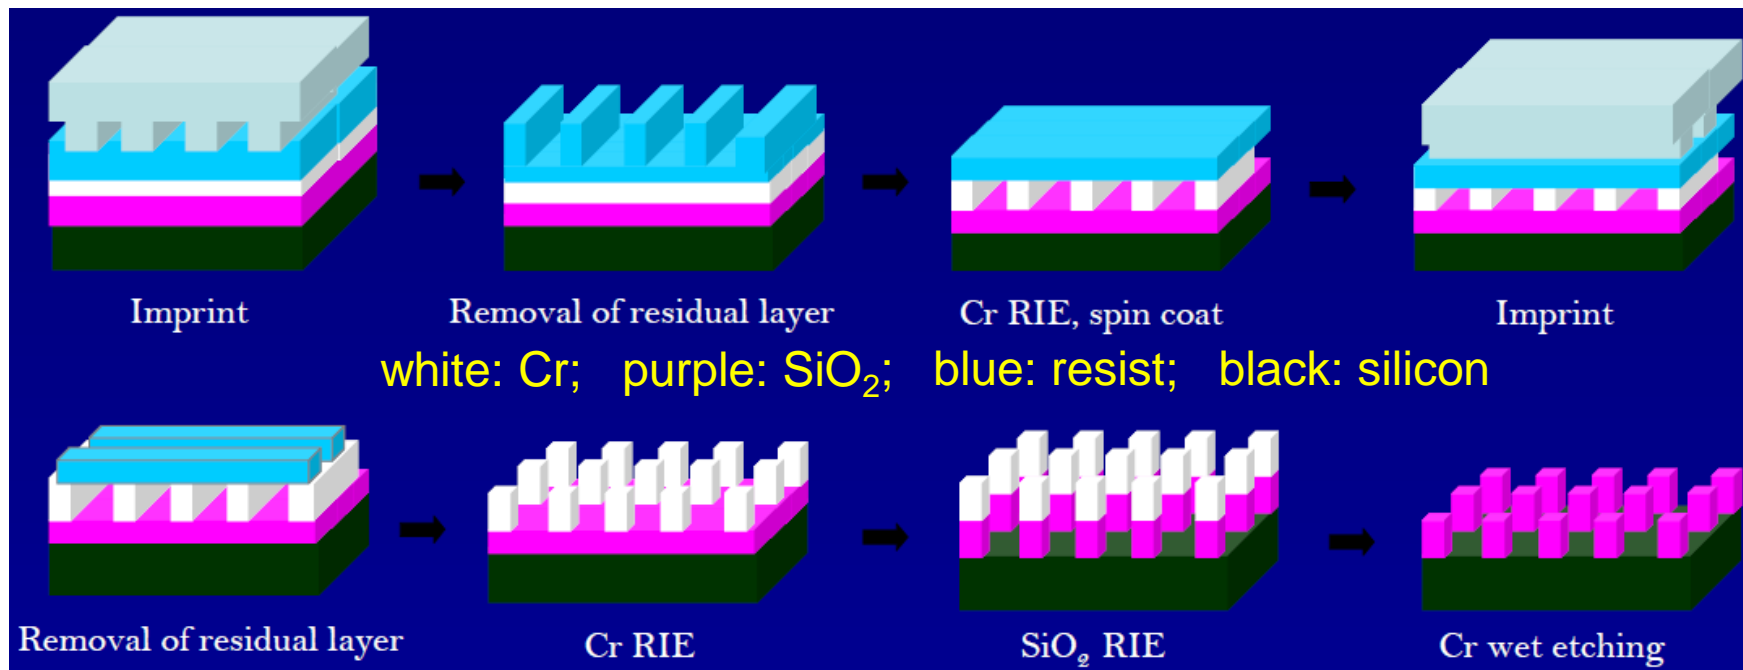 Imprint
Removal of residual layer
Cr RIE, spin coat
Imprint
white: Cr; purple: SiO₂; blue: resist; black: silicon
Removal of residual layer
Cr RIE
SiO₂ RIE
Cr wet etching